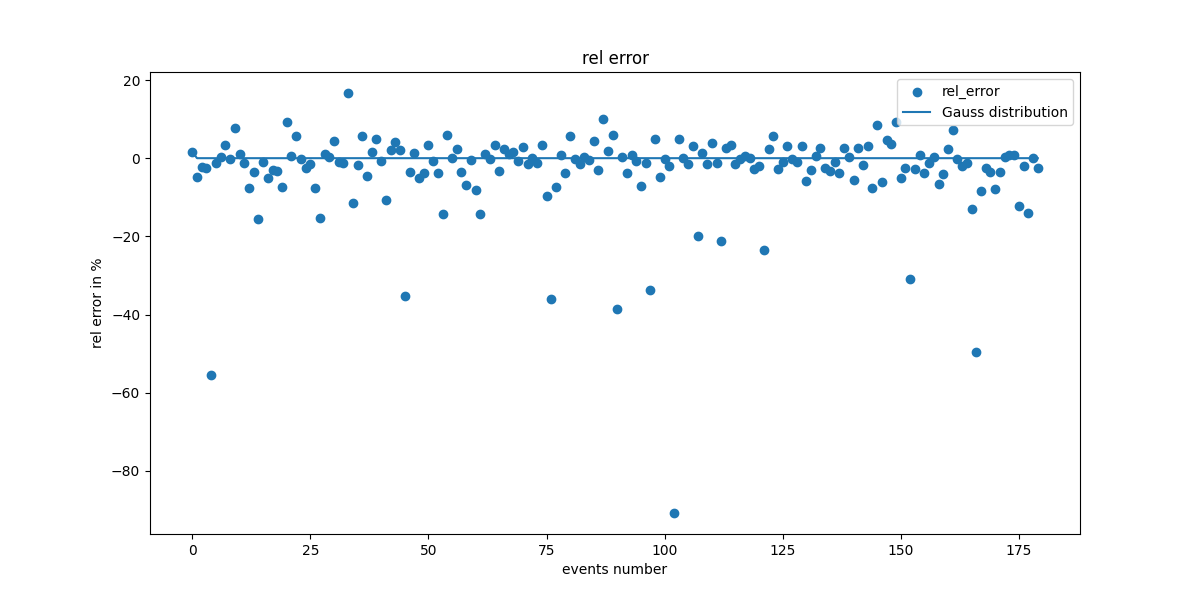 rel error
rel_error
Gauss distribution
20
0
−20
−40
−60
−80
rel error in %
0 25 50 75 100 125 150 175
events number